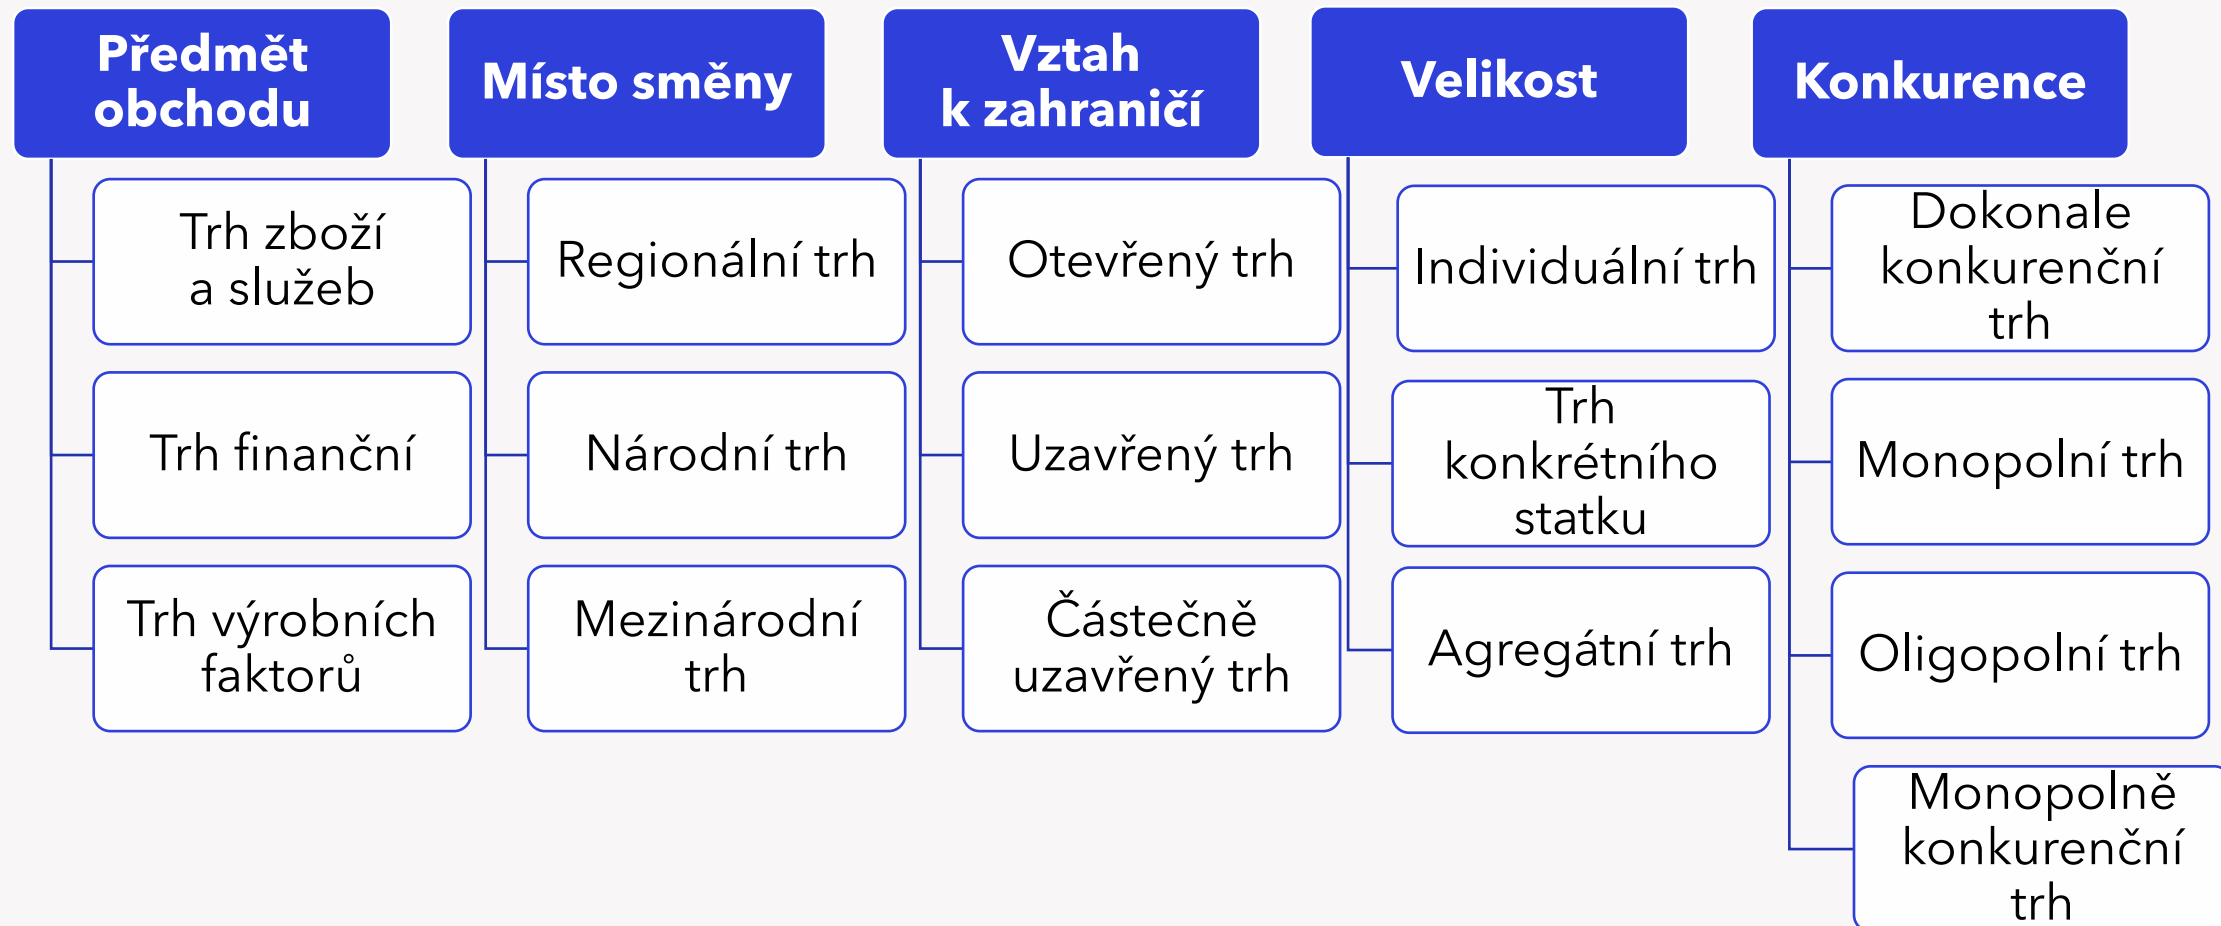 Předmět
obchodu
Trh zboží
a služeb
Trh finanční
Trh výrobních
faktorů
Místo směny
Regionální trh
Národní trh
Mezinárodní
trh
Vztah
k zahraničí
Otevřený trh
Uzavřený trh
Částečně
uzavřený trh
Velikost
Individuální trh
Trh
konkrétního
statku
Agregátní trh
Konkurence
Dokonale
konkurenční
trh
Monopolní trh
Oligopolní trh
Monopolně
konkurenční
trh